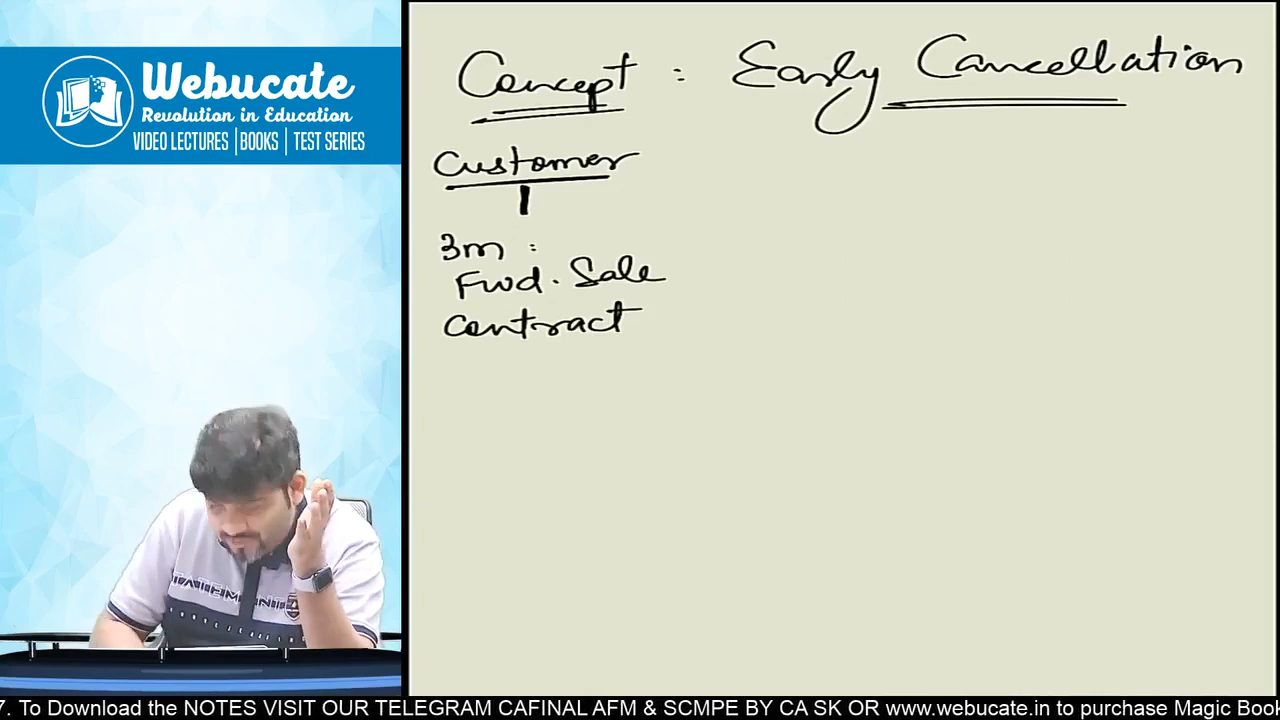 Webucate
Revolution in Education
VIDEO LECTURES | BOOKS | TEST SERIES
Concept : Early Cancellation
Customer
3m :
Fwd. Sale
Contract
7. To Download the NOTES VISIT OUR TELEGRAM CAFINAL AFM & SCMPE BY CA SK OR www.webucate.in to purchase Magic Book